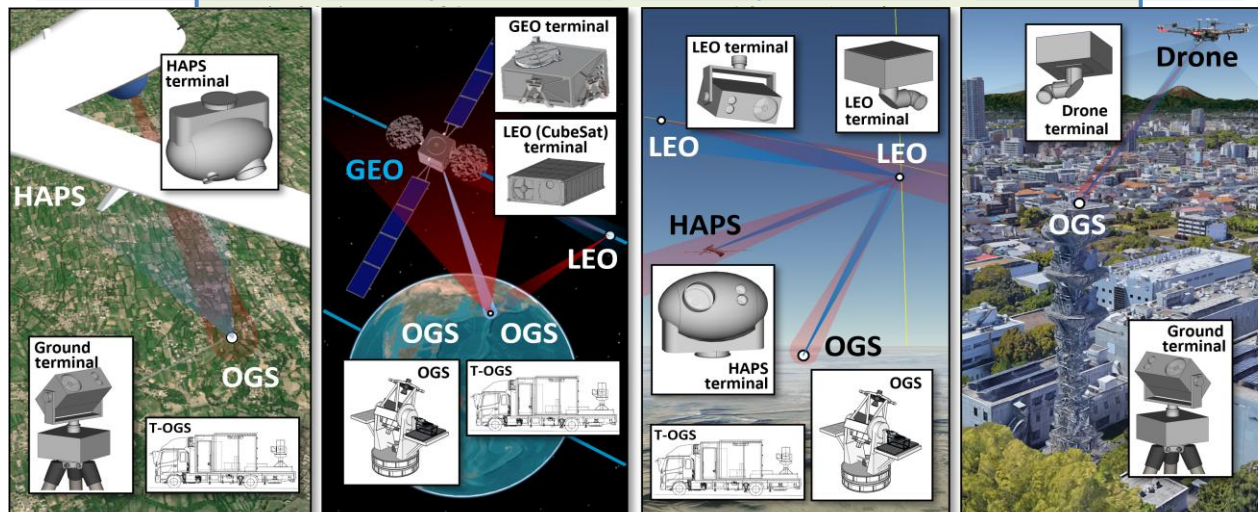 HAPS
terminal
HAPS
Ground
terminal
OGS
T-OGS
GEO terminal
LEO (CubeSat)
terminal
GEO
LEO
OGS
OGS
OGS
T-OGS
LEO terminal
LEO
terminal
LEO
LEO
HAPS
OGS
HAPS
terminal
OGS
T-OGS
Drone
Drone
terminal
OGS
Ground
terminal